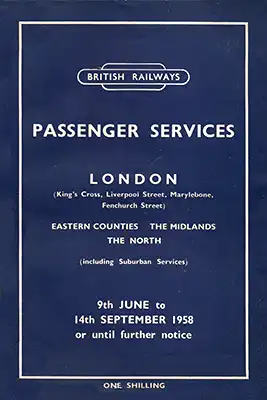 BRITISH RAILWAYS
PASSENGER SERVICES
LONDON
(King's Cross, Liverpool Street, Marylebone,
Fenchurch Street)
EASTERN COUNTIES THE MIDLANDS
THE NORTH
(including Suburban Services)
9th JUNE to
14th SEPTEMBER 1958
or until further notice
ONE SHILLING